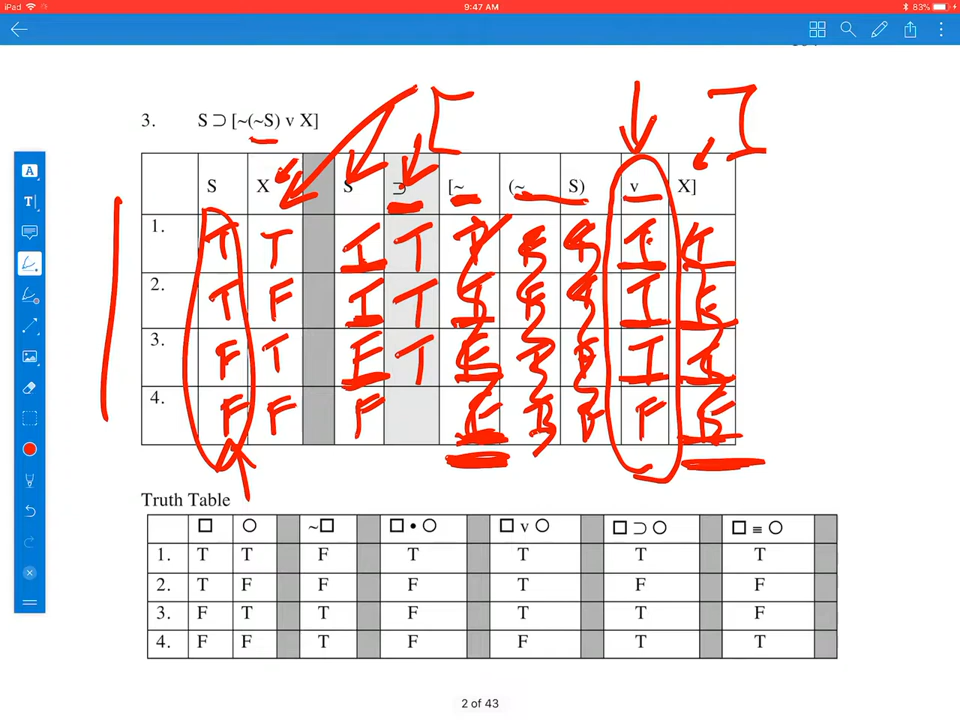 iPad 9:47 AM 83%
3. S ⊃ [~(~S) v X]
S X S ⊃ [~ (~ S) v X]
1. T T T T T F F T T
2. T F T T T F F T F
3. F T F T F T F T T
4. F F F F T F F F
Truth Table
□ ○ ~□ □ • ○ □ v ○ □ ⊃ ○ □ ≡ ○
1. T T F T T T T
2. T F F F T F F
3. F T T F T T F
4. F F T F F T T
2 of 43